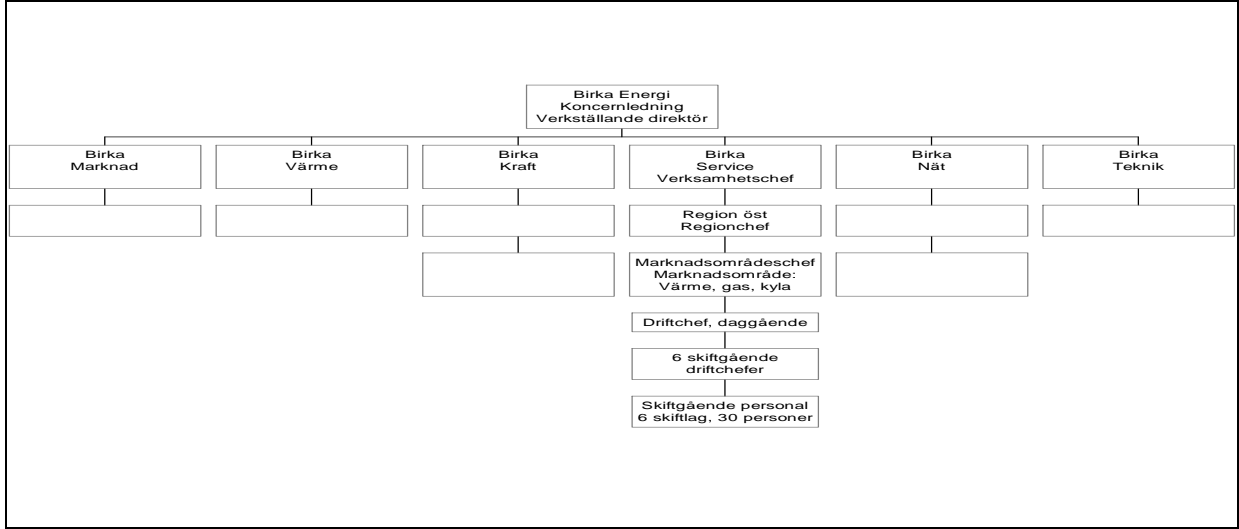 Birka Energi
Koncernledning
Verkställande direktör
Birka
Marknad
Birka
Värme
Birka
Kraft
Birka
Service
Verksamhetschef
Birka
Nät
Birka
Teknik
Region öst
Regionchef
Marknadsområdeschef
Marknadsområde:
Värme, gas, kyla
Driftchef, daggående
6 skiftgående
driftchefer
Skiftgående personal
6 skiftlag, 30 personer